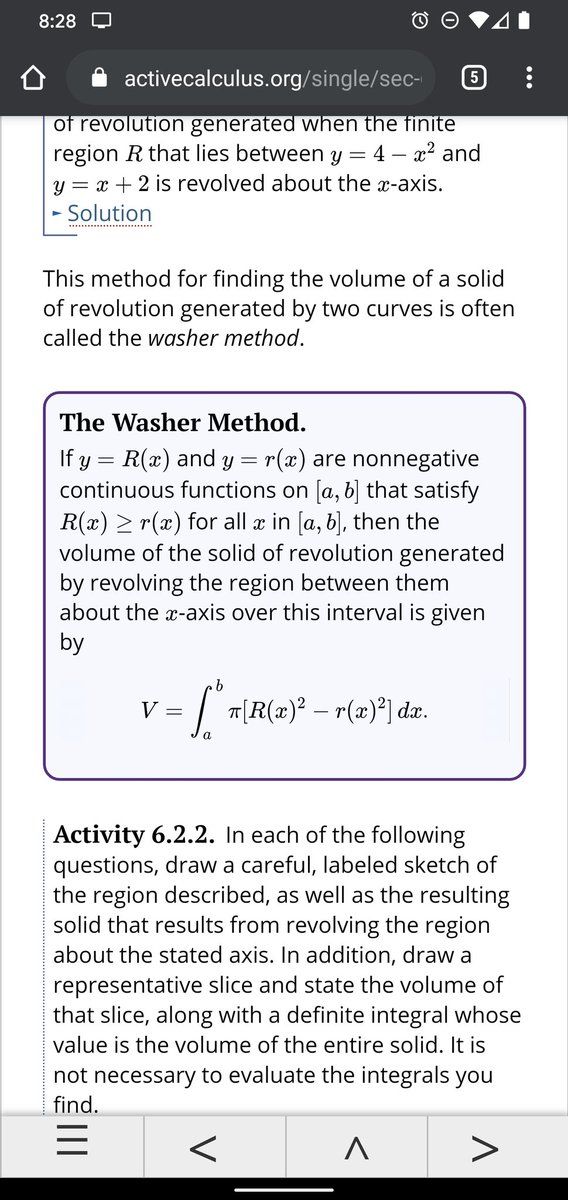 8:28
activecalculus.org/single/sec-
5
of revolution generated when the finite
region R that lies between y = 4 − x² and
y = x + 2 is revolved about the x-axis.
► Solution
This method for finding the volume of a solid
of revolution generated by two curves is often
called the washer method.
The Washer Method.
If y = R(x) and y = r(x) are nonnegative
continuous functions on [a, b] that satisfy
R(x) ≥ r(x) for all x in [a, b], then the
volume of the solid of revolution generated
by revolving the region between them
about the x-axis over this interval is given
by
V = ∫ₐᵇ π[R(x)² − r(x)²] dx.
Activity 6.2.2. In each of the following
questions, draw a careful, labeled sketch of
the region described, as well as the resulting
solid that results from revolving the region
about the stated axis. In addition, draw a
representative slice and state the volume of
that slice, along with a definite integral whose
value is the volume of the entire solid. It is
not necessary to evaluate the integrals you
find.